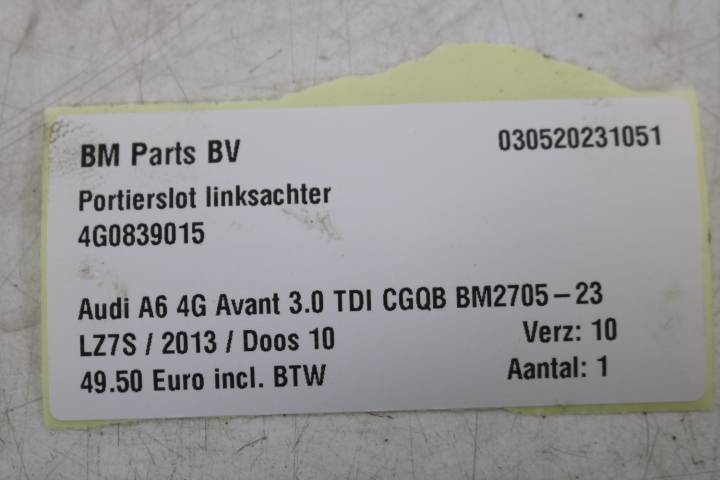 BM Parts BV
030520231051
Portierslot linksachter
4G0839015
Audi A6 4G Avant 3.0 TDI CGQB BM2705-23
LZ7S / 2013 / Doos 10
Verz: 10
49.50 Euro incl. BTW
Aantal: 1